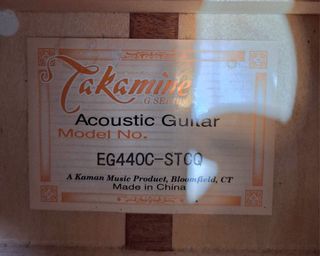 Takamine
G SERIES
Acoustic Guitar
Model No.
EG440C-STCQ
A Kaman Music Product, Bloomfield, CT
Made in China